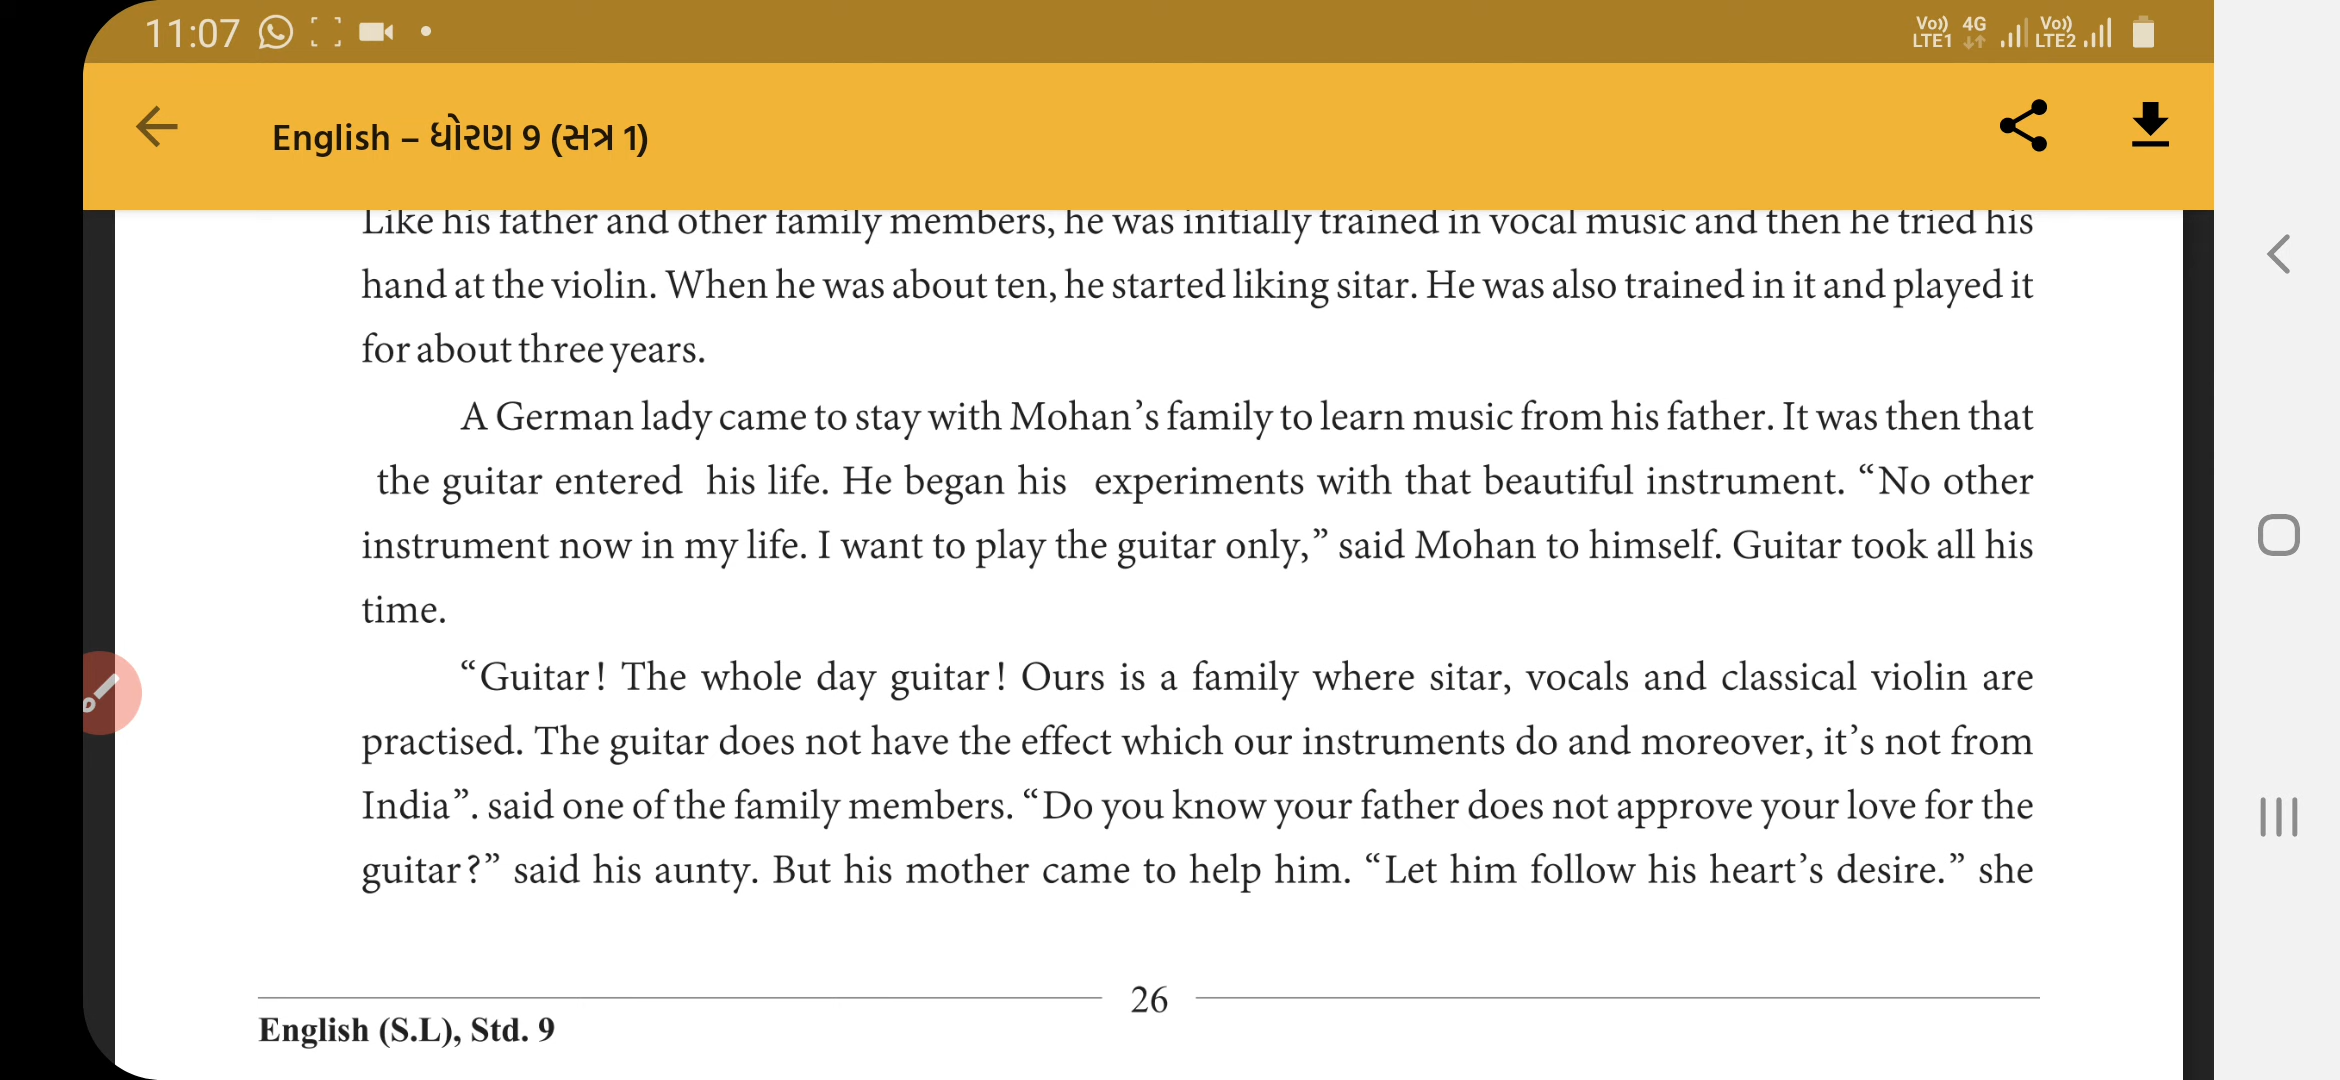 11:07
Vo)) LTE1 4G Vo)) LTE2
English – ધોરણ 9 (સત્ર 1)
Like his father and other family members, he was initially trained in vocal music and then he tried his
hand at the violin. When he was about ten, he started liking sitar. He was also trained in it and played it
for about three years.
A German lady came to stay with Mohan’s family to learn music from his father. It was then that
the guitar entered his life. He began his experiments with that beautiful instrument. “No other
instrument now in my life. I want to play the guitar only,” said Mohan to himself. Guitar took all his
time.
“Guitar! The whole day guitar! Ours is a family where sitar, vocals and classical violin are
practised. The guitar does not have the effect which our instruments do and moreover, it’s not from
India”. said one of the family members. “Do you know your father does not approve your love for the
guitar?” said his aunty. But his mother came to help him. “Let him follow his heart’s desire.” she
26
English (S.L), Std. 9